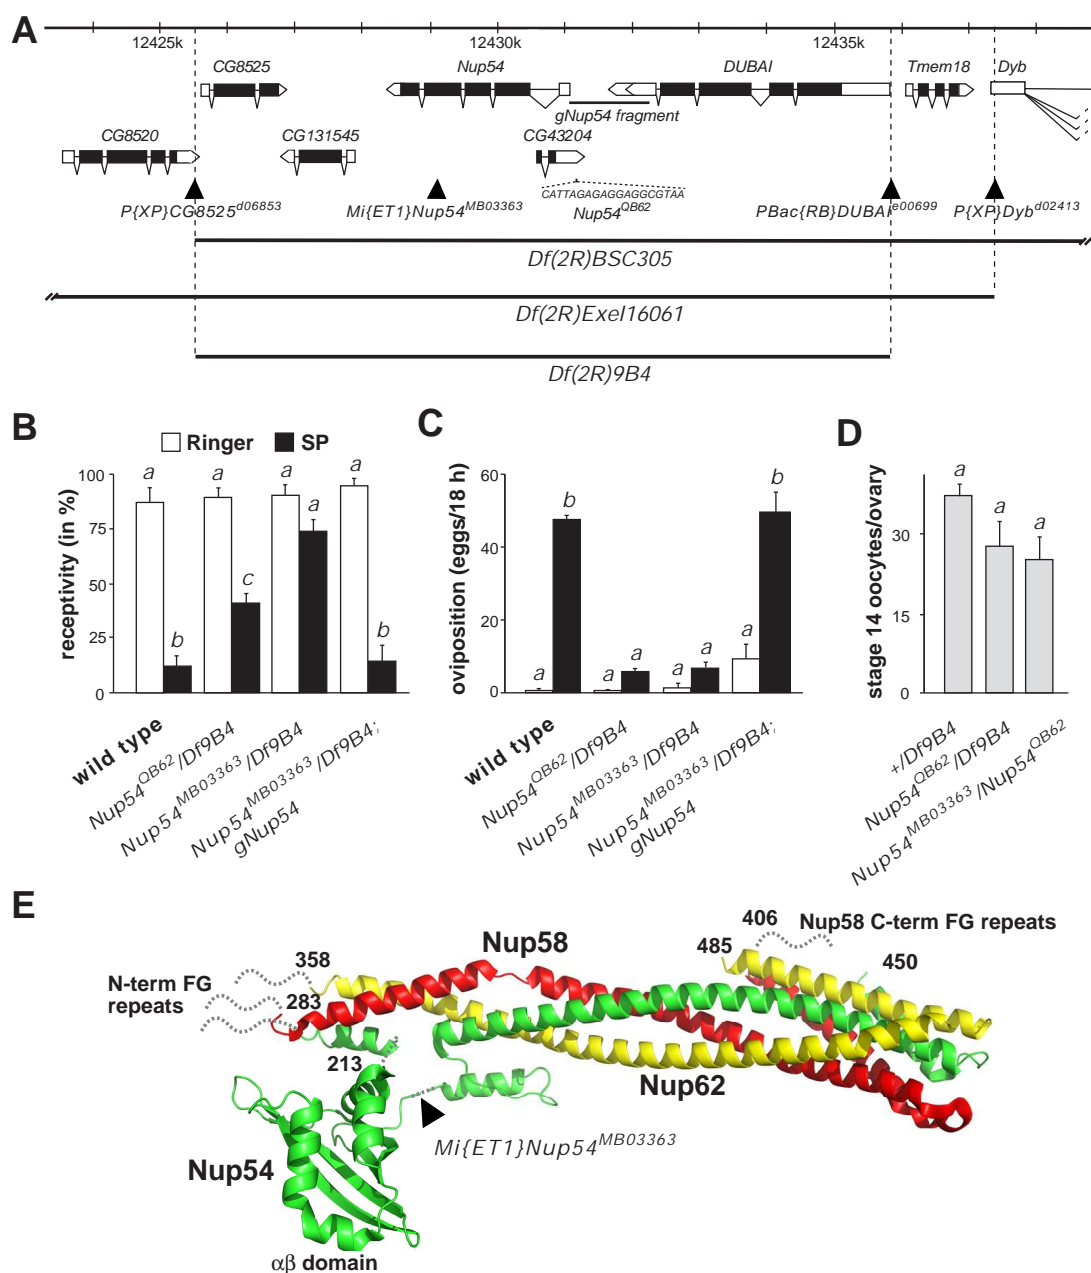 A
12425k 12430k 12435k
CG8525 Nup54 DUBAI Tmem18 Dyb
gNup54 fragment
CG8520 CG131545 CG43204
CATTAGAGAGGAGGCGTAA
P{XP}CG8525d06853 Mi{ET1}Nup54MB03363 Nup54QB62 PBac{RB}DUBAIe00699 P{XP}Dybd02413
Df(2R)BSC305
Df(2R)Exel16061
Df(2R)9B4
B
Ringer SP
receptivity (in %)
100
75
50
25
0
a b a c a a a b
wild type
Nup54QB62/Df9B4
Nup54MB03363/Df9B4
Nup54MB03363/Df9B4;
gNup54
C
oviposition (eggs/18 h)
60
40
20
0
a b a a a a a b
wild type
Nup54QB62/Df9B4
Nup54MB03363/Df9B4
Nup54MB03363/Df9B4;
gNup54
D
stage 14 oocytes/ovary
30
15
0
a a a
+/Df9B4
Nup54QB62/Df9B4
Nup54MB03363/Nup54QB62
E
406 Nup58 C-term FG repeats
Nup58 485 450
358
N-term FG
repeats
283
213
Nup62
Mi{ET1}Nup54MB03363
Nup54
αβ domain